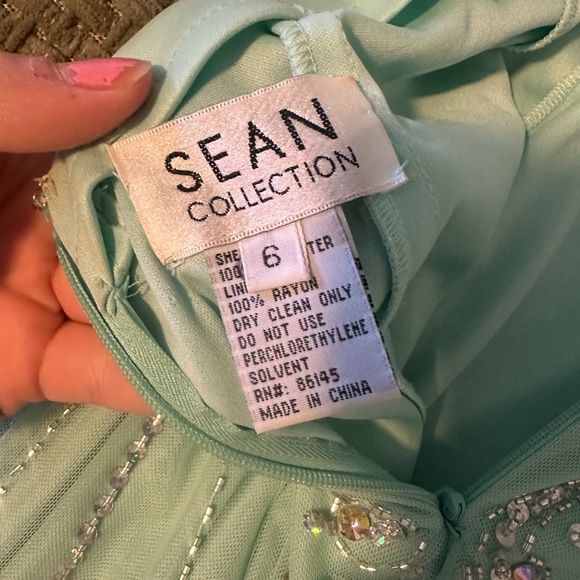 SEAN
COLLECTION
6
100% RAYON
DRY CLEAN ONLY
DO NOT USE
PERCHLORETHYLENE
SOLVENT
RN#: 86145
MADE IN CHINA